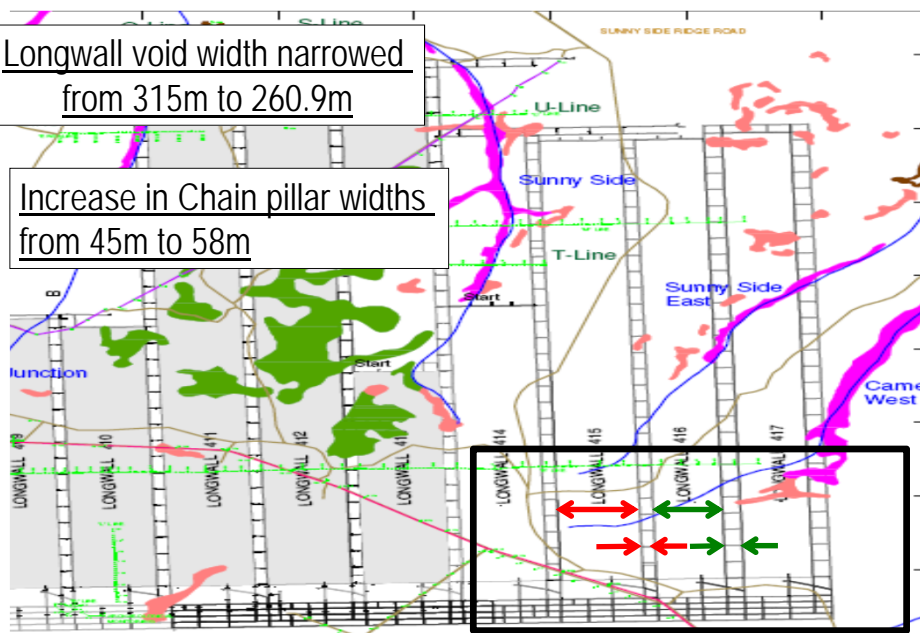 S-Line
SUNNY SIDE RIDGE ROAD
Longwall void width narrowed
from 315m to 260.9m
U-Line
Increase in Chain pillar widths
from 45m to 58m
Sunny Side
T-Line
Sunny Side
East
Start
B
Start
Junction
Came
West
LONGWALL 410
LONGWALL 411
LONGWALL 412
LONGWALL
LONGWALL 414
LONGWALL 415
LONGWALL 416
LONGWALL 417
LONGWALL